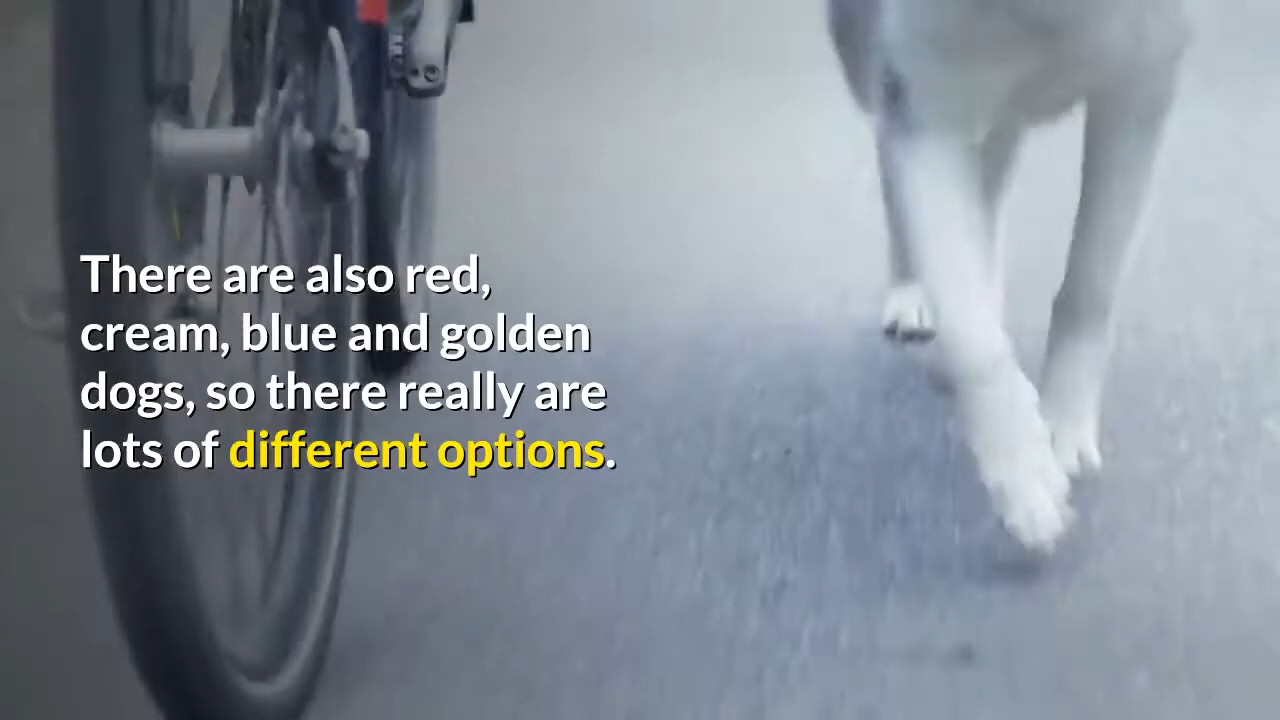 There are also red,
cream, blue and golden
dogs, so there really are
lots of different options.